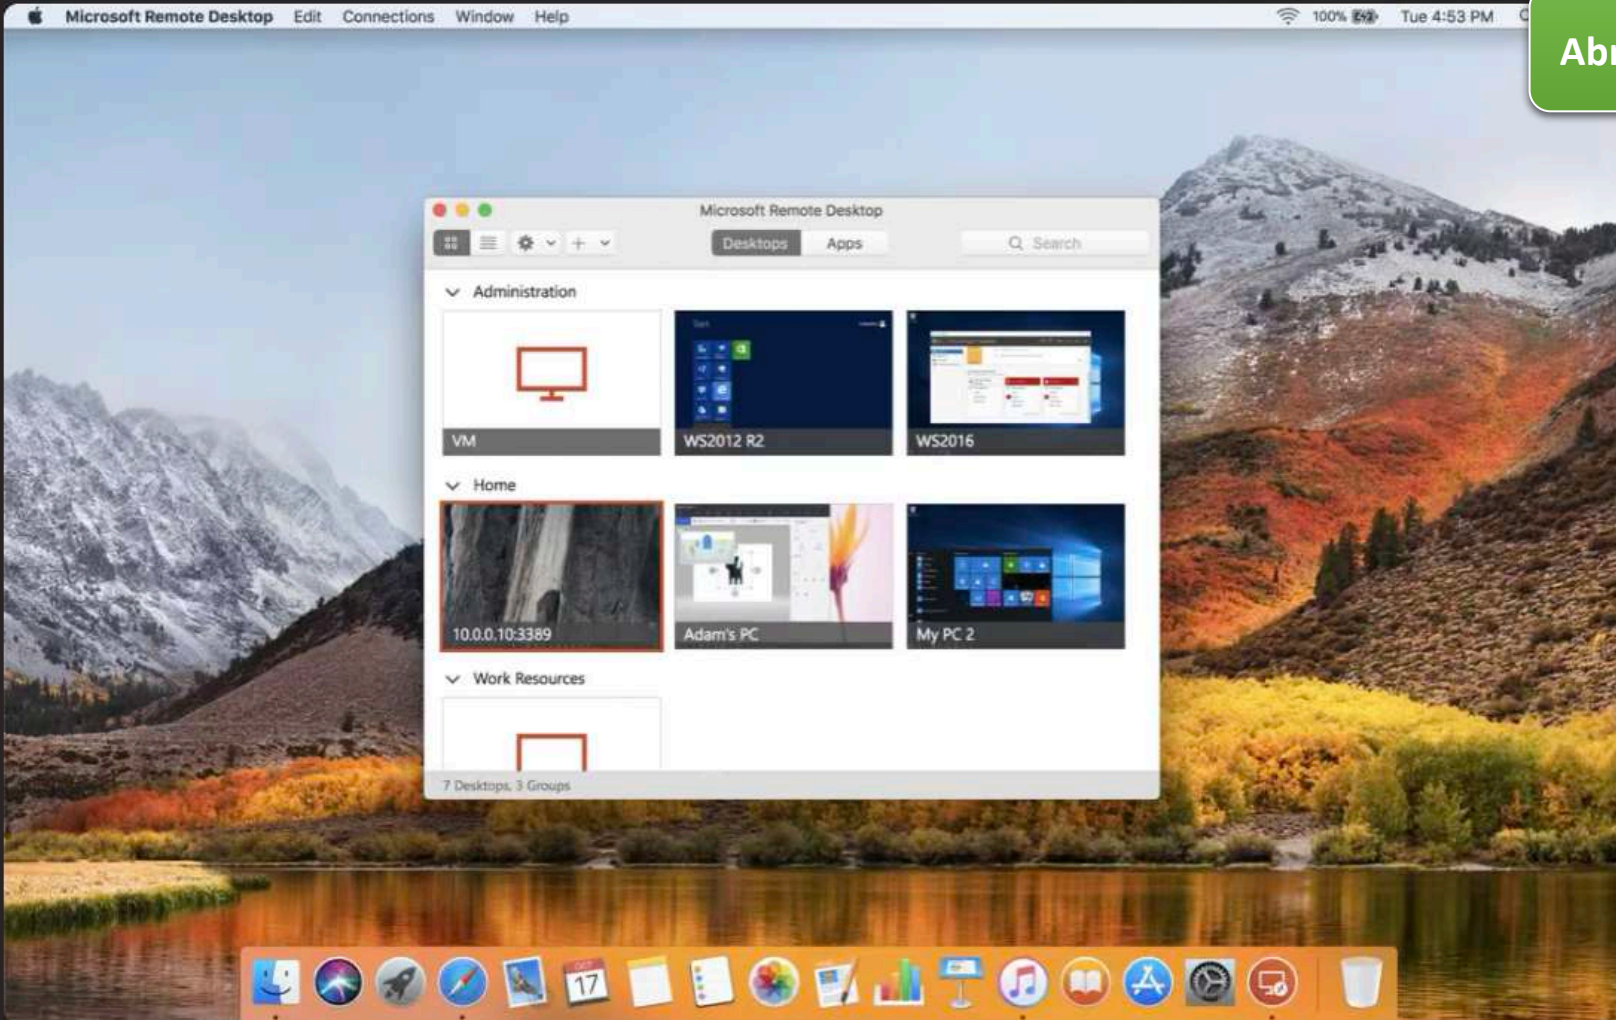 Microsoft Remote Desktop Edit Connections Window Help 100% Tue 4:53 PM
Microsoft Remote Desktop
Desktops Apps Search
Administration
VM WS2012 R2 WS2016
Home
10.0.0.10:3389 Adam's PC My PC 2
Work Resources
7 Desktops, 3 Groups
17